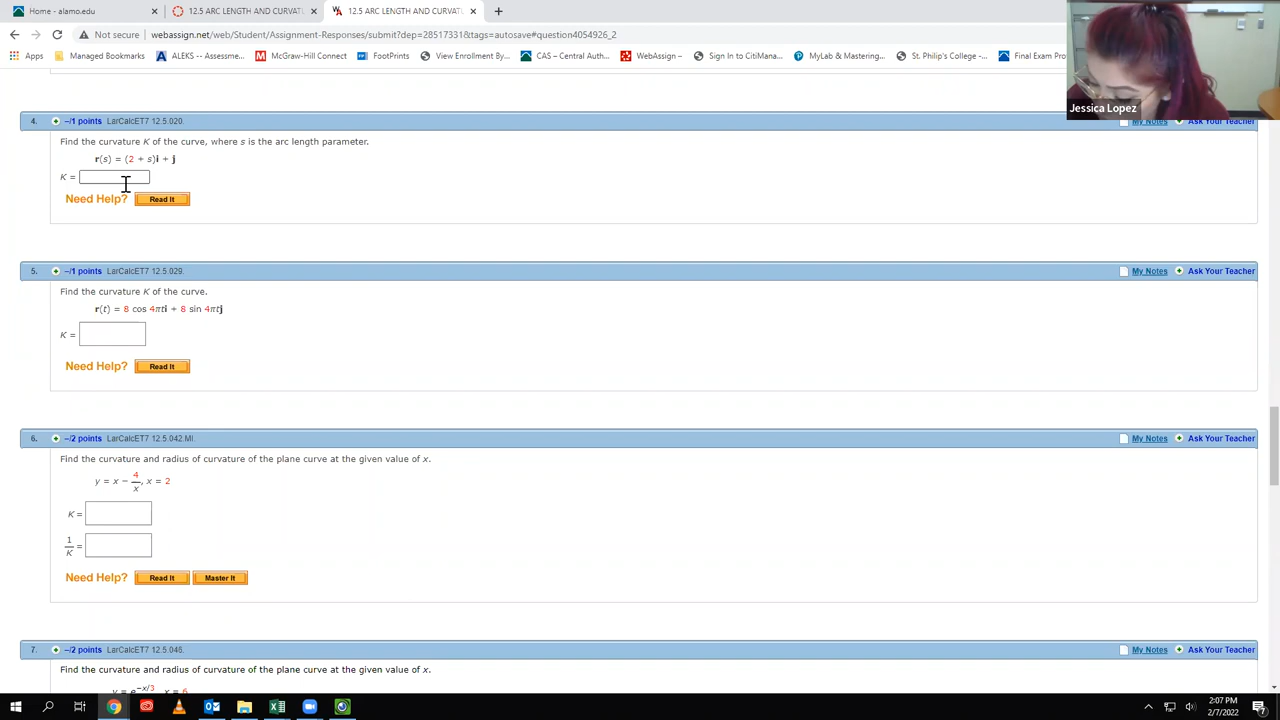 Home - alamo.edu
12.5 ARC LENGTH AND CURVAT
12.5 ARC LENGTH AND CURVAT
Not secure | webassign.net/web/Student/Assignment-Responses/submit?dep=28517331&tags=autosave#question4054926_2
Apps Managed Bookmarks ALEKS -- Assessme... McGraw-Hill Connect FootPrints View Enrollment By... CAS – Central Auth... WebAssign – Sign In to CitiMana... MyLab & Mastering... St. Philip's College -... Final Exam Pro
Jessica Lopez
4. –/1 points LarCalcET7 12.5.020. My Notes Ask Your Teacher
Find the curvature K of the curve, where s is the arc length parameter.
r(s) = (2 + s)i + j
K =
Need Help? Read It
5. –/1 points LarCalcET7 12.5.029. My Notes Ask Your Teacher
Find the curvature K of the curve.
r(t) = 8 cos 4πti + 8 sin 4πtj
K =
Need Help? Read It
6. –/2 points LarCalcET7 12.5.042.MI. My Notes Ask Your Teacher
Find the curvature and radius of curvature of the plane curve at the given value of x.
y = x − 4/x, x = 2
K =
1/K =
Need Help? Read It Master It
7. –/2 points LarCalcET7 12.5.046. My Notes Ask Your Teacher
Find the curvature and radius of curvature of the plane curve at the given value of x.
y = e^−x/3, x = 6
2:07 PM
2/7/2022